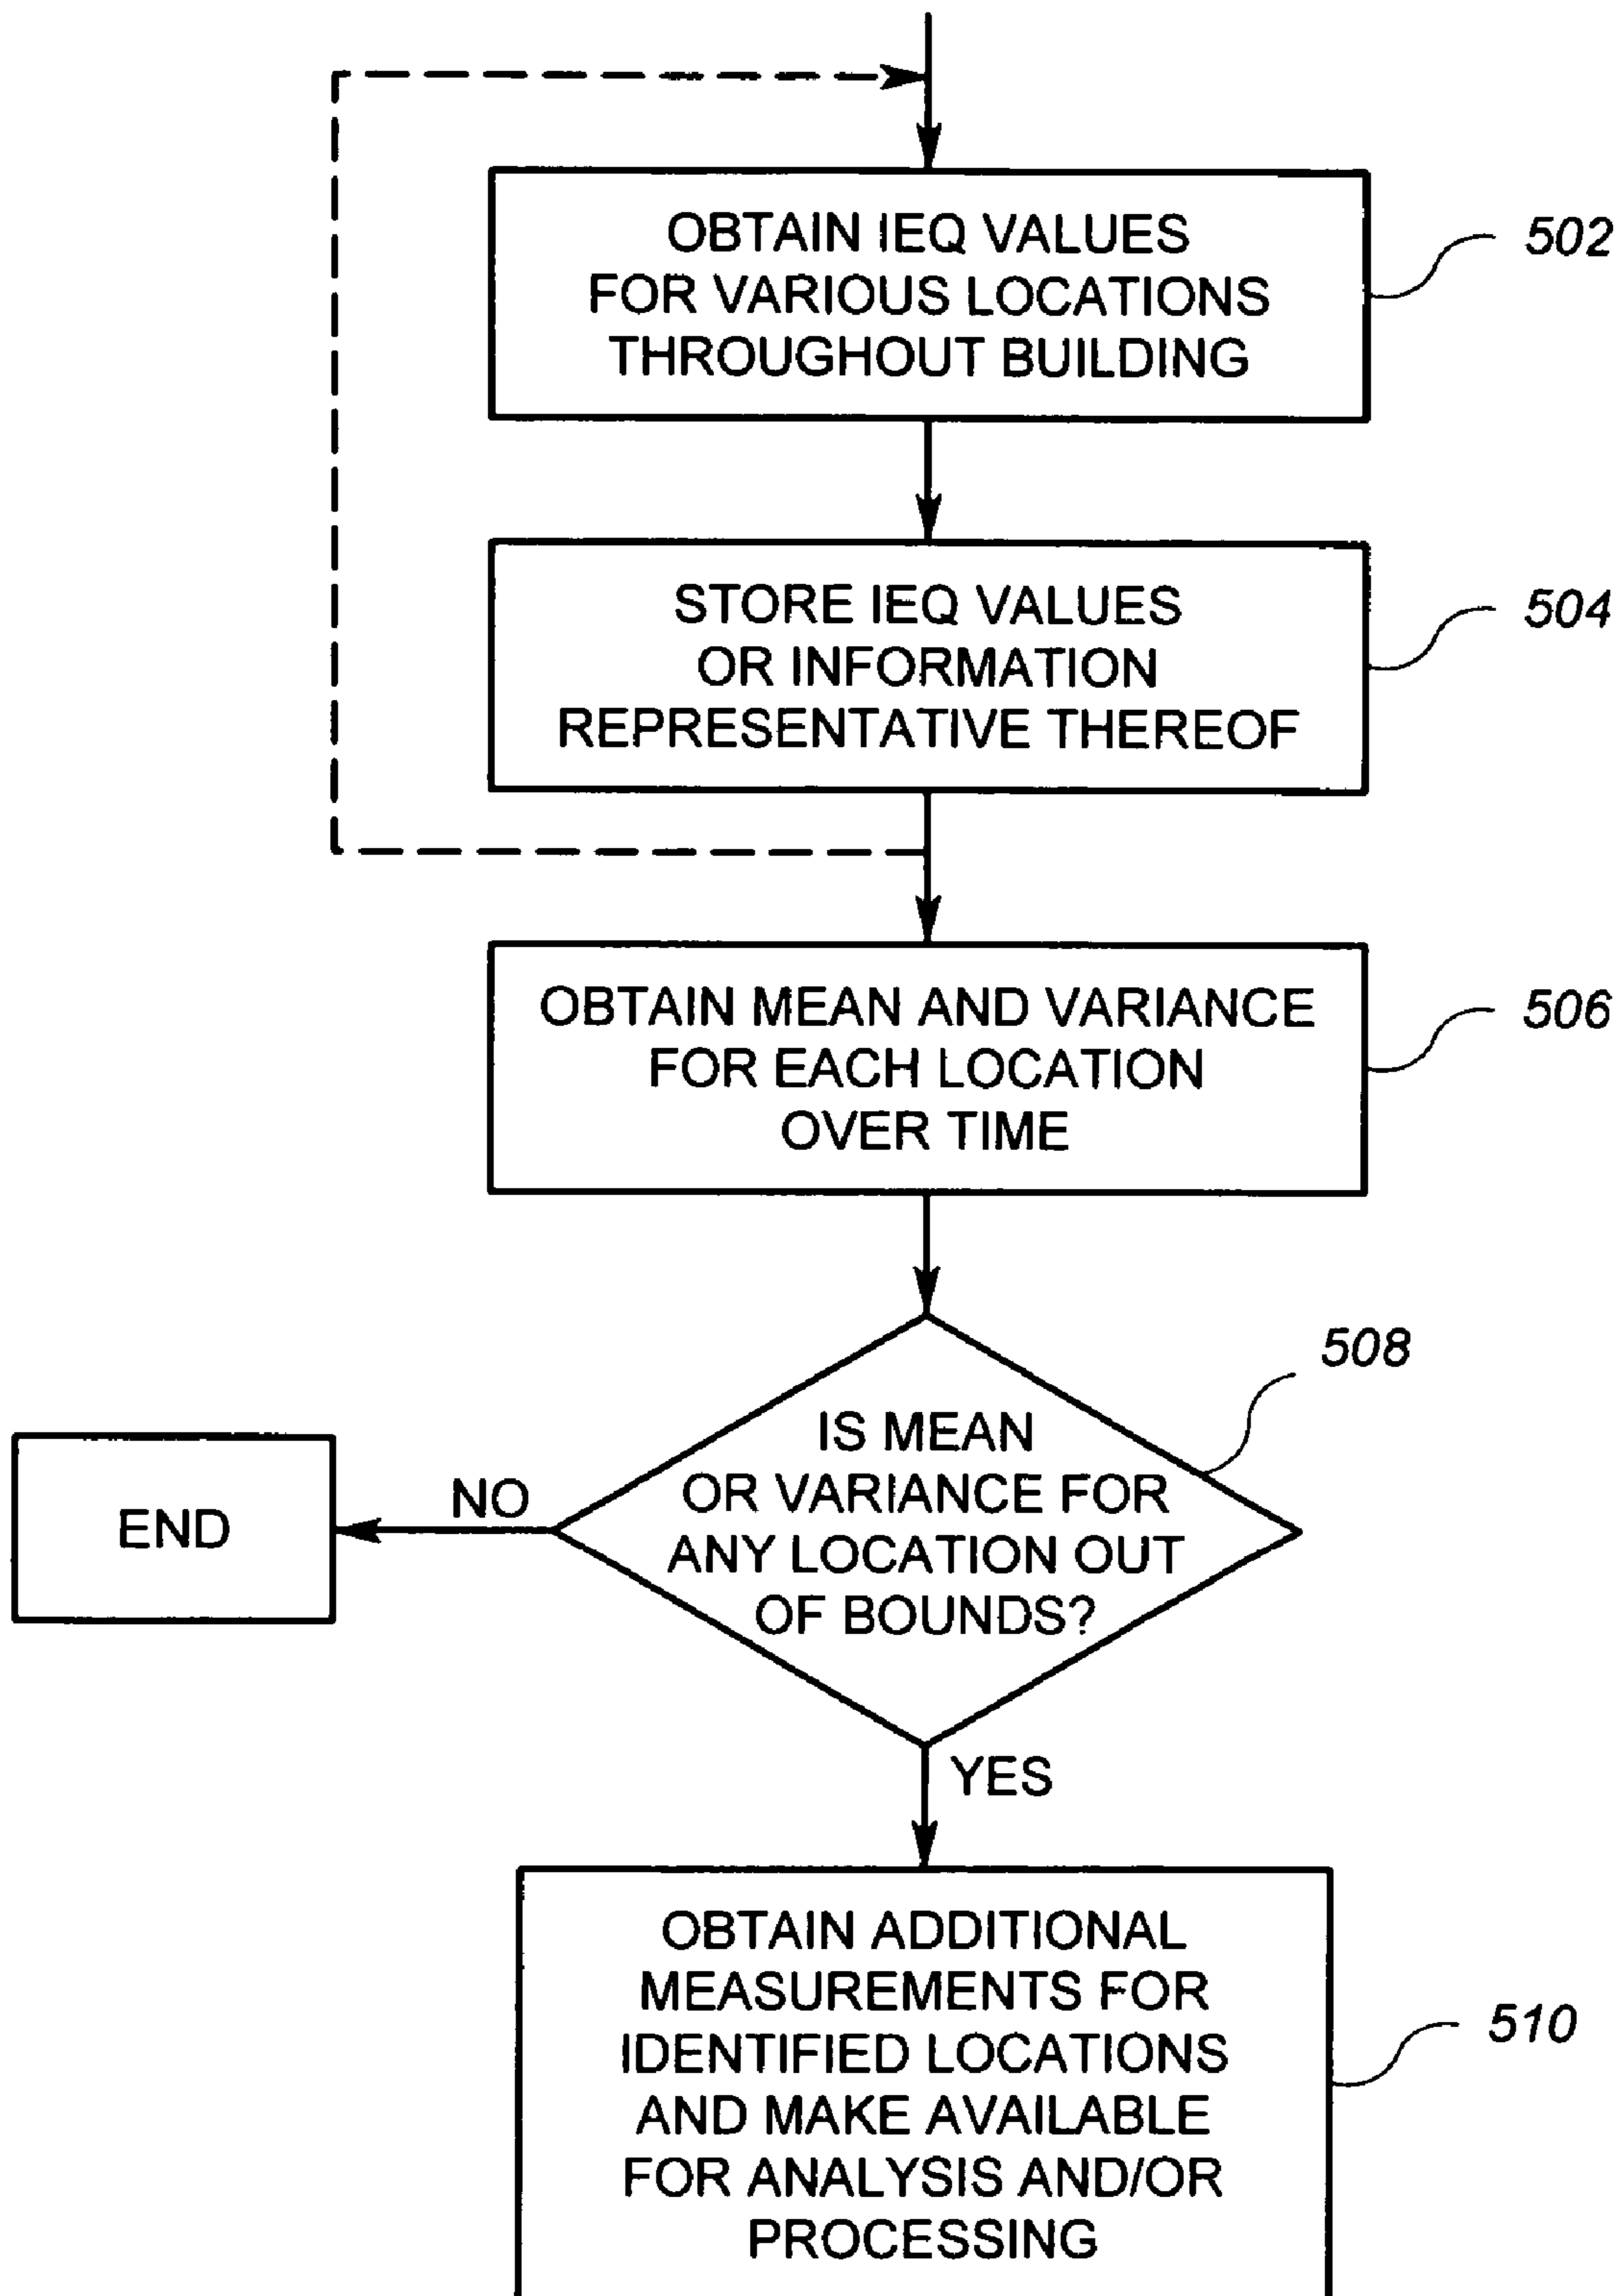 OBTAIN IEQ VALUES
FOR VARIOUS LOCATIONS
THROUGHOUT BUILDING
502
STORE IEQ VALUES
OR INFORMATION
REPRESENTATIVE THEREOF
504
OBTAIN MEAN AND VARIANCE
FOR EACH LOCATION
OVER TIME
506
508
IS MEAN
OR VARIANCE FOR
ANY LOCATION OUT
OF BOUNDS?
NO
END
YES
OBTAIN ADDITIONAL
MEASUREMENTS FOR
IDENTIFIED LOCATIONS
AND MAKE AVAILABLE
FOR ANALYSIS AND/OR
PROCESSING
510